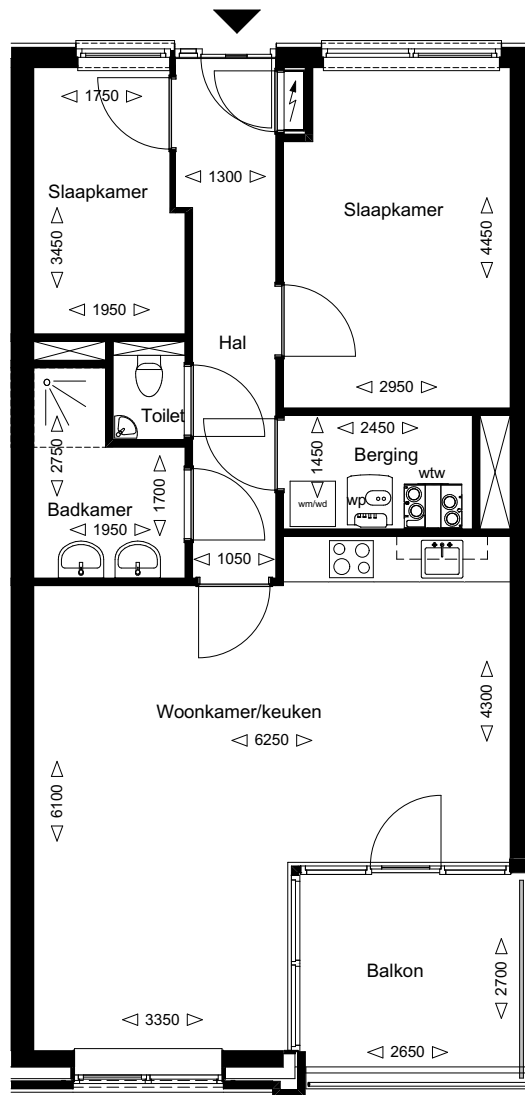 1750
1300
Slaapkamer
3450
1950
Slaapkamer
4450
2950
Hal
Toilet
2750
Badkamer
1700
1950
2450
1450
Berging
wtw
wm/wd
wp
1050
Woonkamer/keuken
6250
4300
6100
Balkon
2700
3350
2650